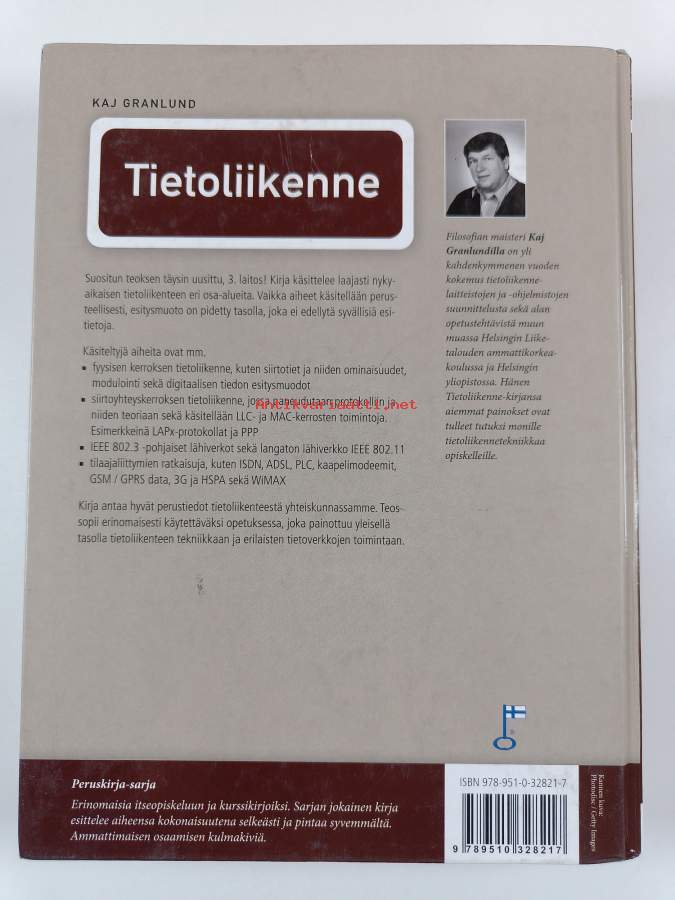 KAJ GRANLUND
Tietoliikenne
Suositun teoksen täysin uusittu, 3. laitos! Kirja käsittelee laajasti nyky-
aikaisen tietoliikenteen eri osa-alueita. Vaikka aiheet käsitellään perus-
teellisesti, esitysmuoto on pidetty tasolla, joka ei edellytä syvällisiä esi-
tietoja.
Käsiteltyjä aiheita ovat mm.
▪ fyysisen kerroksen tietoliikenne, kuten siirtotiet ja niiden ominaisuudet,
modulointi sekä digitaalisen tiedon esitysmuodot
▪ siirtoyhteyskerroksen tietoliikenne, jossa paneudutaan protokolliin ja
niiden teoriaan sekä käsitellään LLC- ja MAC-kerrosten toimintoja.
Esimerkkeinä LAPx-protokollat ja PPP
▪ IEEE 802.3 -pohjaiset lähiverkot sekä langaton lähiverkko IEEE 802.11
▪ tilaajaliittymien ratkaisuja, kuten ISDN, ADSL, PLC, kaapelimodeemit,
GSM / GPRS data, 3G ja HSPA sekä WiMAX
Kirja antaa hyvät perustiedot tietoliikenteestä yhteiskunnassamme. Teos-
sopii erinomaisesti käytettäväksi opetuksessa, joka painottuu yleisellä
tasolla tietoliikenteen tekniikkaan ja erilaisten tietoverkkojen toimintaan.
Filosofian maisteri Kaj
Granlundilla on yli
kahdenkymmenen vuoden
kokemus tietoliikenne-
laitteistojen ja -ohjelmistojen
suunnittelusta sekä alan
opetustehtävistä muun
muassa Helsingin Liike-
talouden ammattikorkea-
koulussa ja Helsingin
yliopistossa. Hänen
Tietoliikenne-kirjansa
aiemmat painokset ovat
tulleet tutuksi monille
tietoliikennetekniikkaa
opiskelleille.
Antikvariaatti.net
Peruskirja-sarja
Erinomaisia itseopiskeluun ja kurssikirjoiksi. Sarjan jokainen kirja
esittelee aiheensa kokonaisuutena selkeästi ja pintaa syvemmältä.
Ammattimaisen osaamisen kulmakiviä.
ISBN 978-951-0-32821-7
9 789510 328217
Kannen kuva:
Photodisc / Getty Images